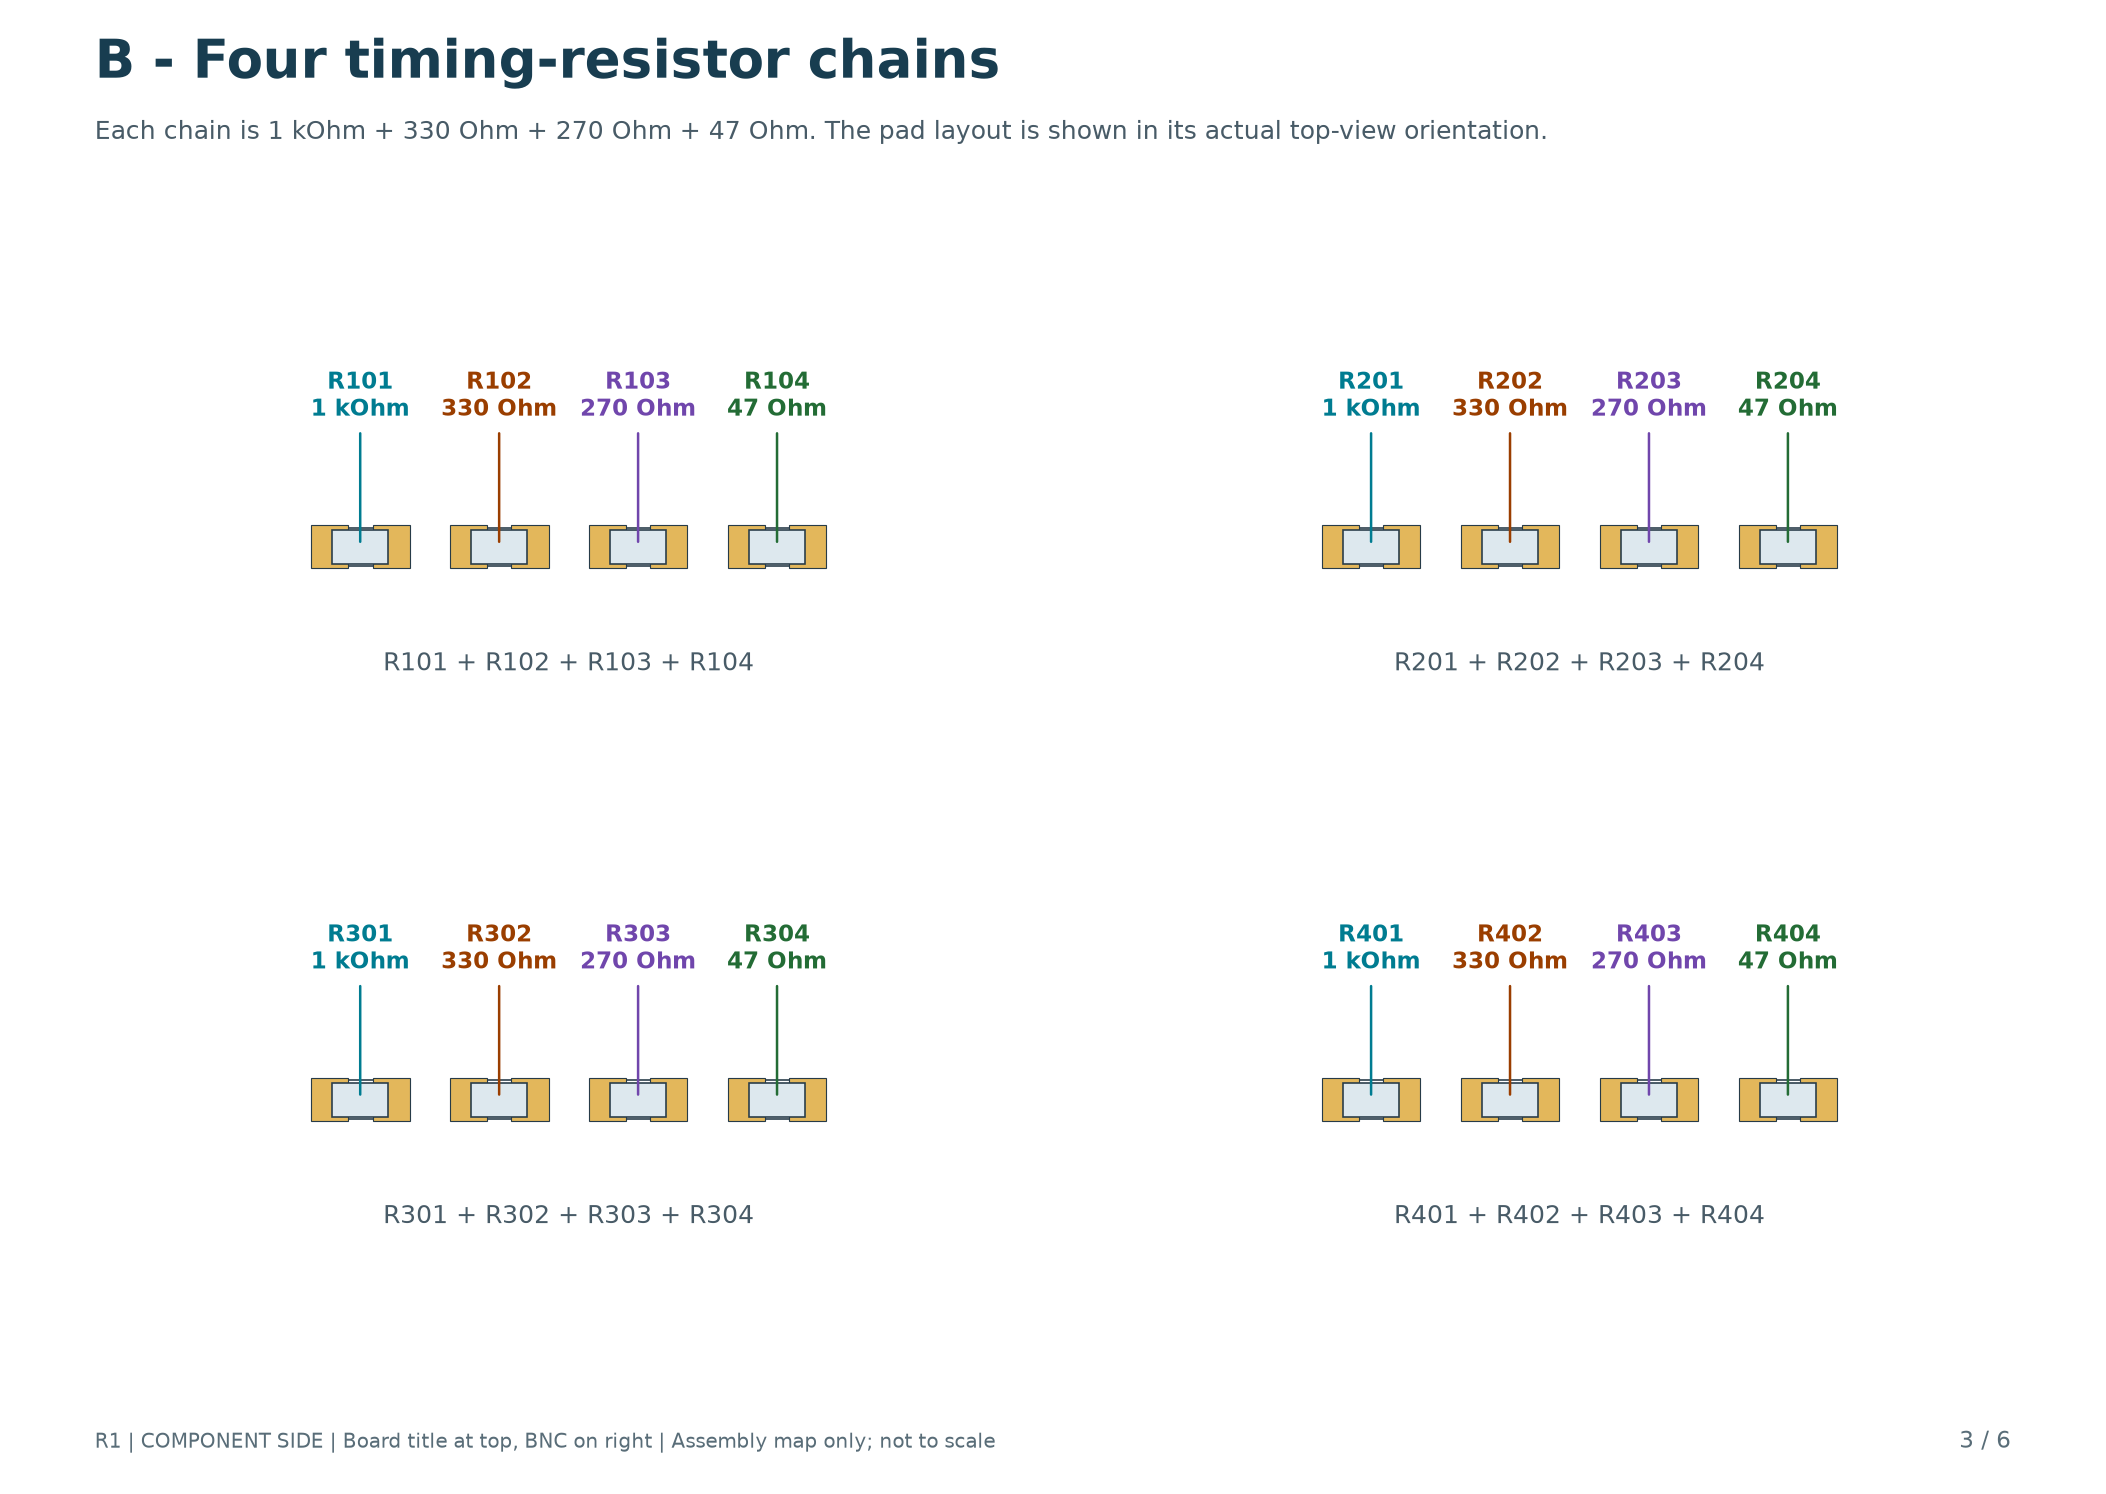 B - Four timing-resistor chains
Each chain is 1 kOhm + 330 Ohm + 270 Ohm + 47 Ohm. The pad layout is shown in its actual top-view orientation.
R101 R102 R103 R104
1 kOhm 330 Ohm 270 Ohm 47 Ohm
R101 + R102 + R103 + R104
R201 R202 R203 R204
1 kOhm 330 Ohm 270 Ohm 47 Ohm
R201 + R202 + R203 + R204
R301 R302 R303 R304
1 kOhm 330 Ohm 270 Ohm 47 Ohm
R301 + R302 + R303 + R304
R401 R402 R403 R404
1 kOhm 330 Ohm 270 Ohm 47 Ohm
R401 + R402 + R403 + R404
R1 | COMPONENT SIDE | Board title at top, BNC on right | Assembly map only; not to scale
3 / 6